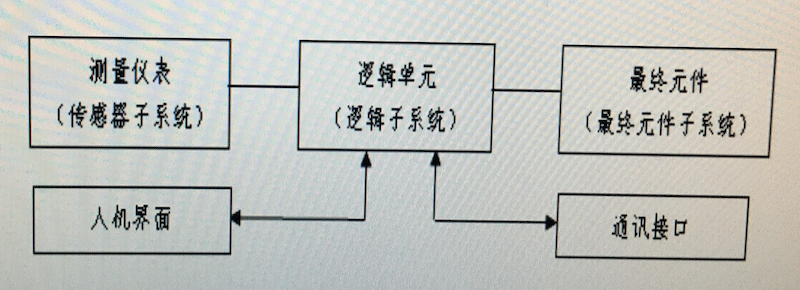 测量仪表
（传感器子系统）
逻辑单元
（逻辑子系统）
最终元件
（最终元件子系统）
人机界面
通讯接口